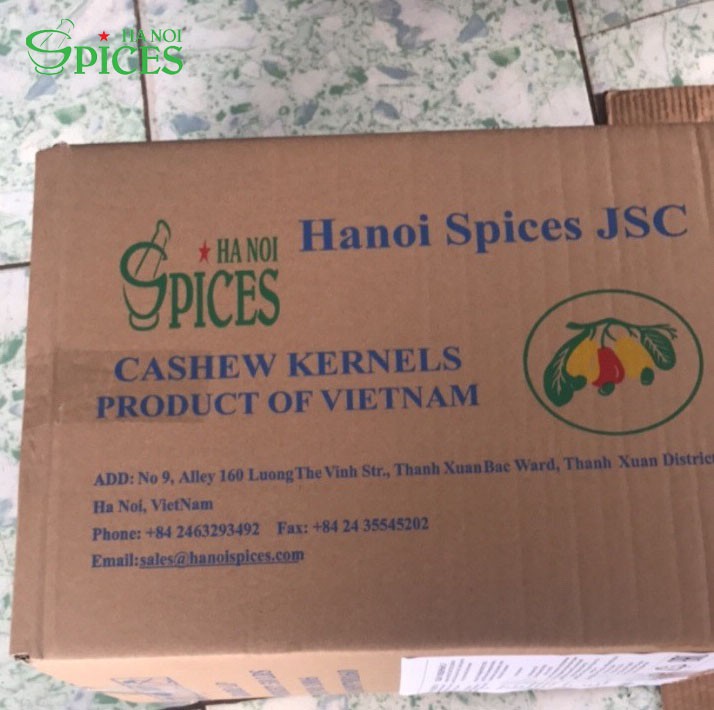 HA NOI
SPICES
Hanoi Spices JSC
HA NOI
SPICES
CASHEW KERNELS
PRODUCT OF VIETNAM
ADD: No 9, Alley 160 Luong The Vinh Str., Thanh Xuan Bac Ward, Thanh Xuan District
Ha Noi, VietNam
Phone: +84 2463293492 Fax: +84 24 35545202
Email:sales@hanoispices.com